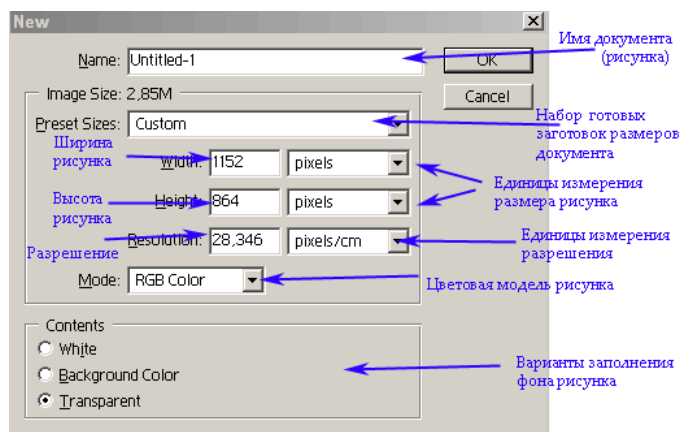 New
Имя документа
(рисунка)
Name: Untitled-1
OK
Image Size: 2,85M
Cancel
Preset Sizes: Custom
Набор готовых
заготовок размеров
документа
Ширина
рисунка
Width: 1152 pixels
Единицы измерения
размера рисунка
Высота
рисунка
Height: 864 pixels
Разрешение
Resolution: 28,346 pixels/cm
Единицы измерения
разрешения
Mode: RGB Color
Цветовая модель рисунка
Contents
White
Background Color
Transparent
Варианты заполнения
фона рисунка